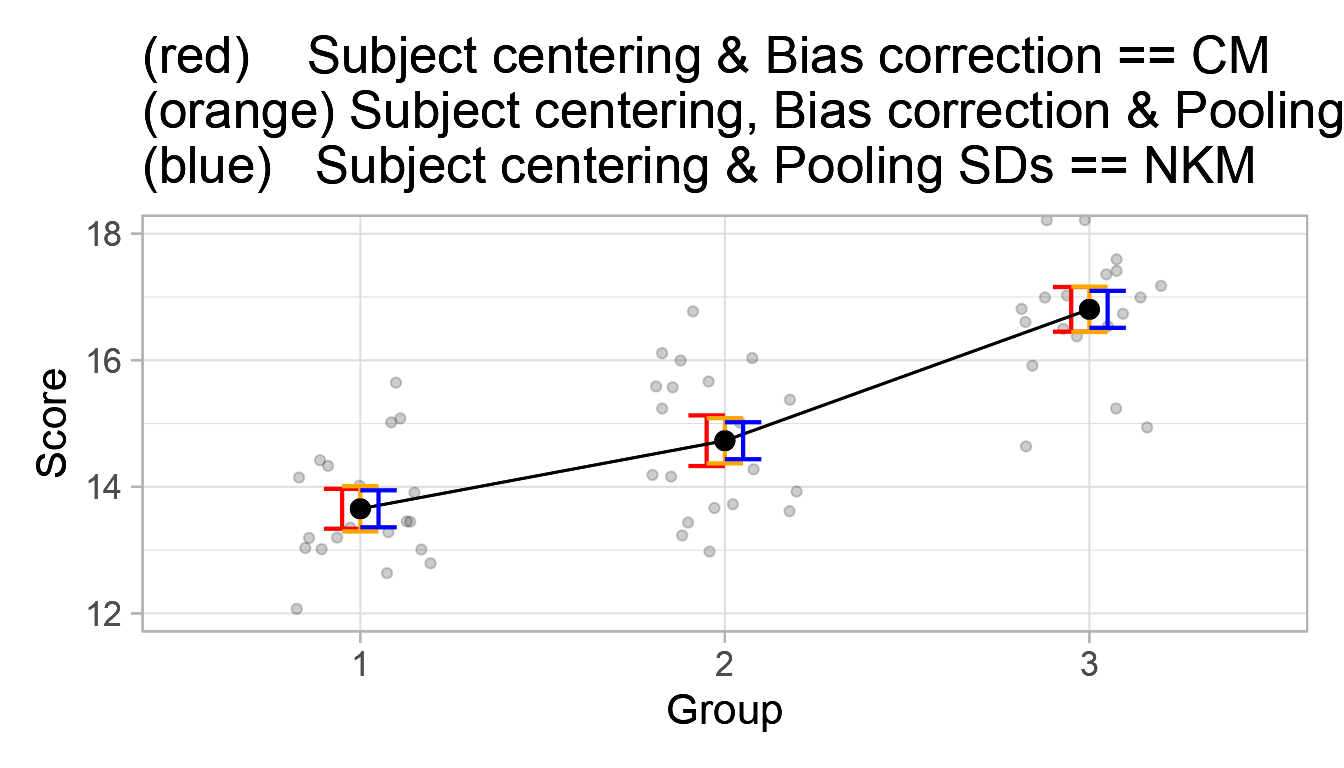 (red) Subject centering & Bias correction == CM
(orange) Subject centering, Bias correction & Pooling
(blue) Subject centering & Pooling SDs == NKM
18
16
14
12
Score
1 2 3
Group